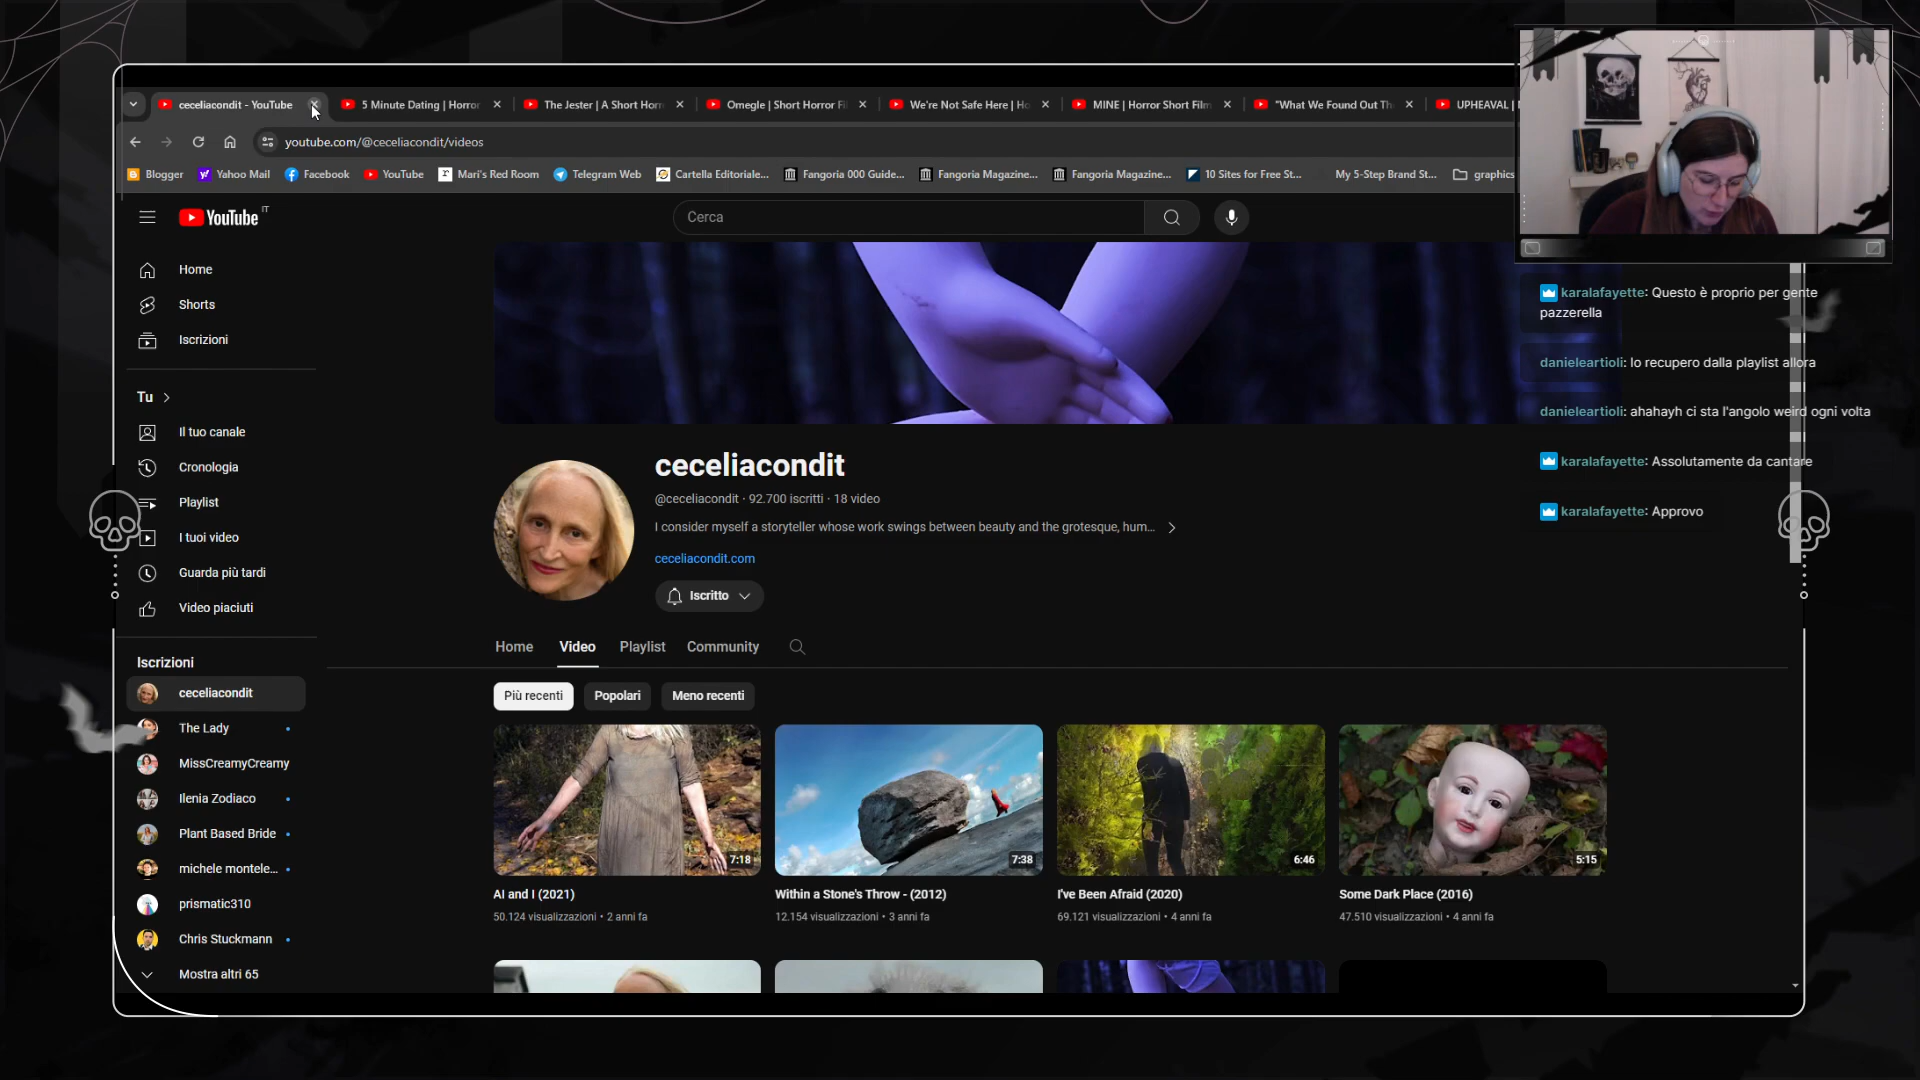 ceceliacondit - YouTube
5 Minute Dating | Horror
The Jester | A Short Horr
Omegle | Short Horror Fi
We're Not Safe Here | Ho
MINE | Horror Short Film
"What We Found Out Th
UPHEAVAL |
youtube.com/@ceceliacondit/videos
Blogger
Yahoo Mail
Facebook
YouTube
Mari's Red Room
Telegram Web
Cartella Editoriale...
Fangoria 000 Guide...
Fangoria Magazine...
Fangoria Magazine...
10 Sites for Free St...
My 5-Step Brand St...
graphics
YouTube IT
Cerca
Home
Shorts
Iscrizioni
Tu
Il tuo canale
Cronologia
Playlist
I tuoi video
Guarda più tardi
Video piaciuti
Iscrizioni
ceceliacondit
The Lady
MissCreamyCreamy
Ilenia Zodiaco
Plant Based Bride
michele montele...
prismatic310
Chris Stuckmann
Mostra altri 65
ceceliacondit
@ceceliacondit · 92.700 iscritti · 18 video
I consider myself a storyteller whose work swings between beauty and the grotesque, hum...
ceceliacondit.com
Iscritto
Home
Video
Playlist
Community
Più recenti
Popolari
Meno recenti
7:18
7:38
6:46
5:15
AI and I (2021)
50.124 visualizzazioni • 2 anni fa
Within a Stone's Throw - (2012)
12.154 visualizzazioni • 3 anni fa
I've Been Afraid (2020)
69.121 visualizzazioni • 4 anni fa
Some Dark Place (2016)
47.510 visualizzazioni • 4 anni fa
karalafayette: Questo è proprio per gente
pazzerella
danieleartioli: lo recupero dalla playlist allora
danieleartioli: ahahayh ci sta l'angolo weird ogni volta
karalafayette: Assolutamente da cantare
karalafayette: Approvo